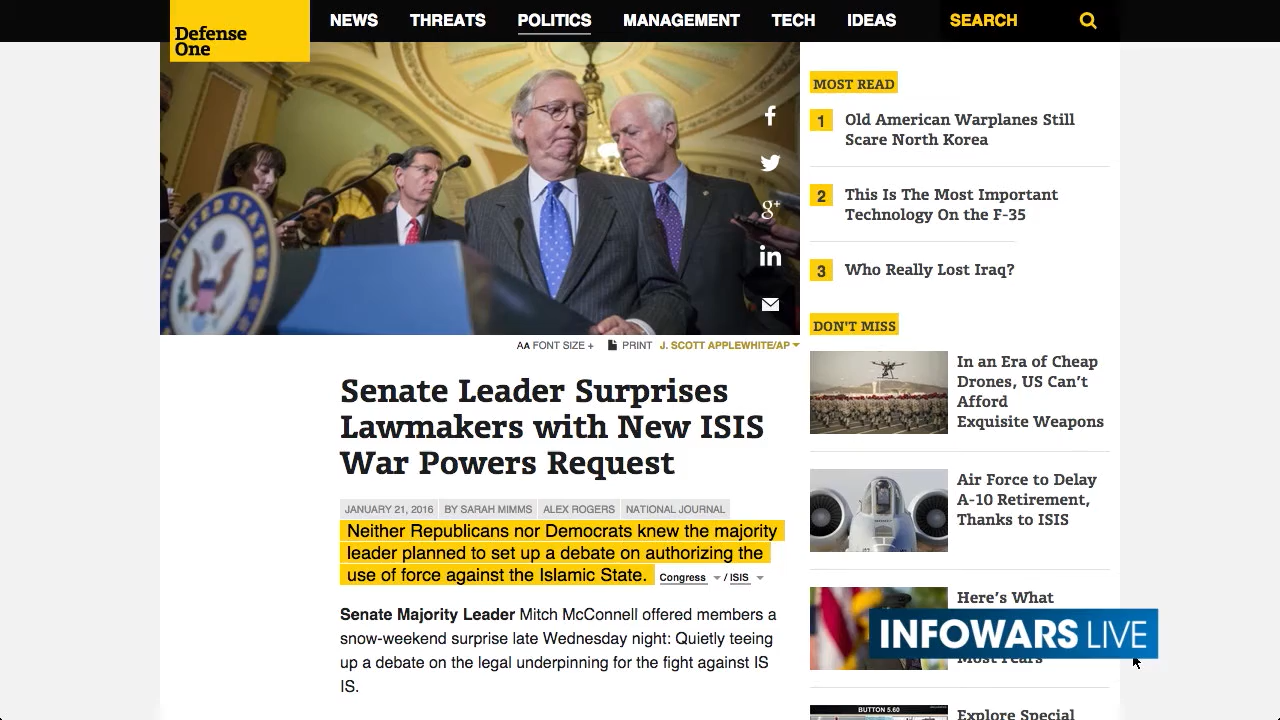 Defense
One
NEWS THREATS POLITICS MANAGEMENT TECH IDEAS SEARCH
UNITED STATES
AA FONT SIZE + PRINT J. SCOTT APPLEWHITE/AP
Senate Leader Surprises
Lawmakers with New ISIS
War Powers Request
JANUARY 21, 2016 BY SARAH MIMMS ALEX ROGERS NATIONAL JOURNAL
Neither Republicans nor Democrats knew the majority
leader planned to set up a debate on authorizing the
use of force against the Islamic State. Congress / ISIS
Senate Majority Leader Mitch McConnell offered members a
snow-weekend surprise late Wednesday night: Quietly teeing
up a debate on the legal underpinning for the fight against IS
IS.
MOST READ
1 Old American Warplanes Still
Scare North Korea
2 This Is The Most Important
Technology On the F-35
3 Who Really Lost Iraq?
DON'T MISS
In an Era of Cheap
Drones, US Can't
Afford
Exquisite Weapons
Air Force to Delay
A-10 Retirement,
Thanks to ISIS
Here's What
Most Fears
INFOWARS LIVE
BUTTON 5.60
Explore Special